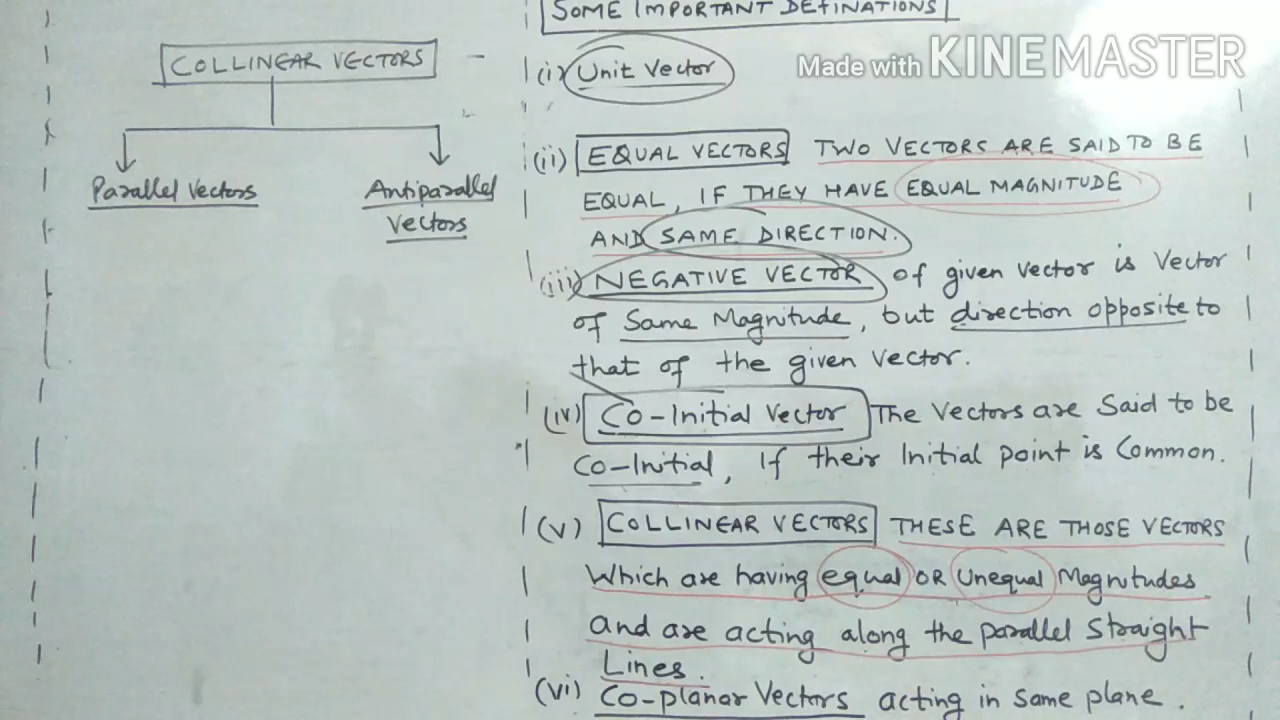 COLLINEAR VECTORS
Parallel Vectors
Antiparallel
Vectors
SOME IMPORTANT DEFINATIONS
Made with KINEMASTER
(i) Unit Vector
(ii) EQUAL VECTORS TWO VECTORS ARE SAID TO BE
EQUAL, IF THEY HAVE EQUAL MAGNITUDE
AND SAME DIRECTION.
(iii) NEGATIVE VECTOR of given vector is Vector
of Same Magnitude, but direction opposite to
that of the given vector.
(iv) Co-Initial Vector The Vectors are Said to be
Co-Initial, If their Initial point is Common.
(v) COLLINEAR VECTORS THESE ARE THOSE VECTORS
Which are having equal OR Unequal Magnitudes
and are acting along the parallel Straight
Lines.
(vi) Co-planar Vectors acting in same plane.